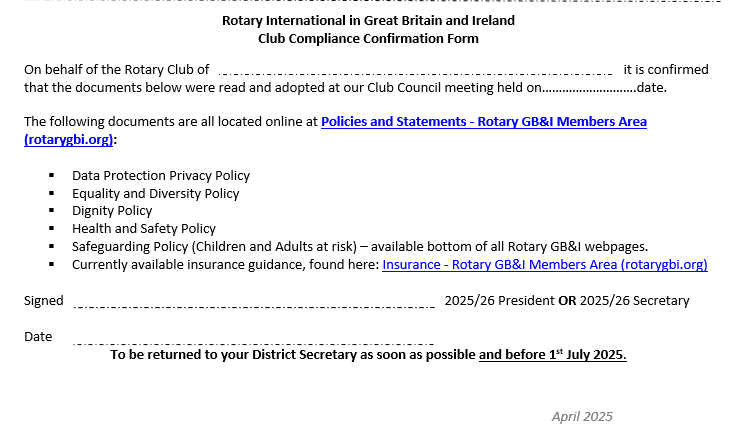 Rotary International in Great Britain and Ireland
Club Compliance Confirmation Form
On behalf of the Rotary Club of it is confirmed
that the documents below were read and adopted at our Club Council meeting held on............................date.
The following documents are all located online at Policies and Statements - Rotary GB&I Members Area
(rotarygbi.org):
▪ Data Protection Privacy Policy
▪ Equality and Diversity Policy
▪ Dignity Policy
▪ Health and Safety Policy
▪ Safeguarding Policy (Children and Adults at risk) – available bottom of all Rotary GB&I webpages.
▪ Currently available insurance guidance, found here: Insurance - Rotary GB&I Members Area (rotarygbi.org)
Signed 2025/26 President OR 2025/26 Secretary
Date
To be returned to your District Secretary as soon as possible and before 1st July 2025.
April 2025